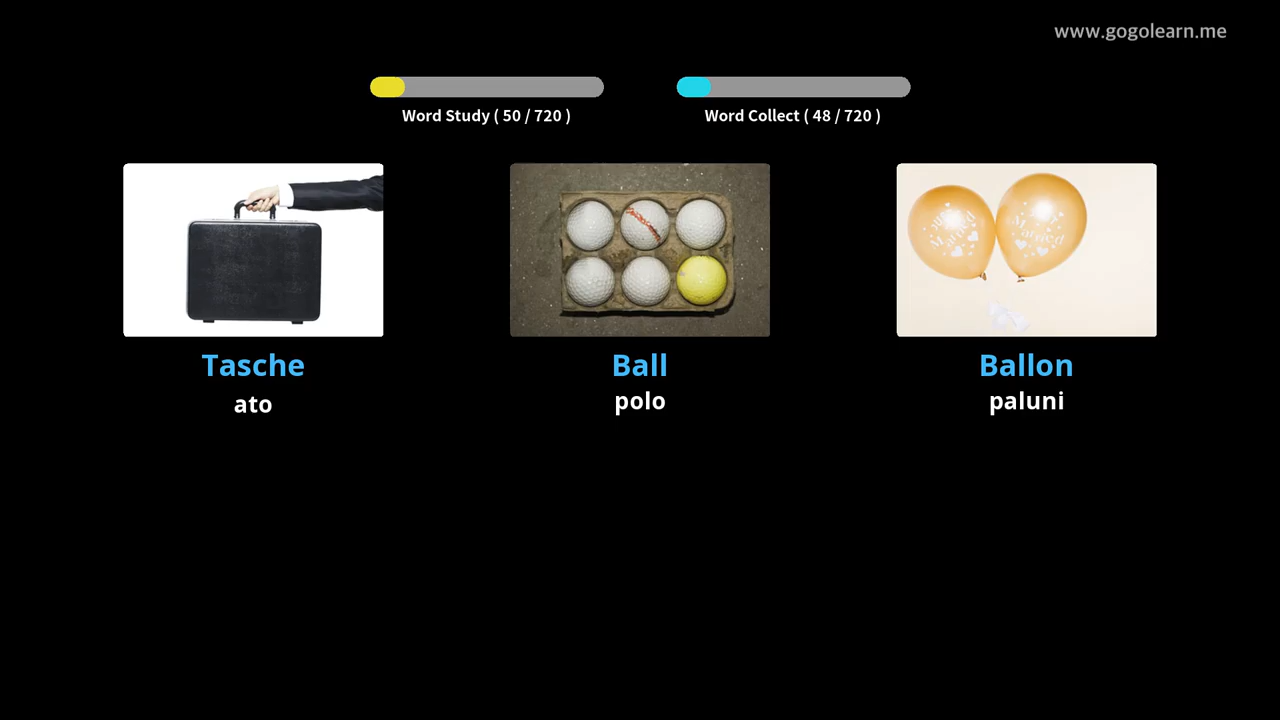 www.gogolearn.me
Word Study ( 50 / 720 )
Word Collect ( 48 / 720 )
Tasche
ato
Ball
polo
Ballon
paluni